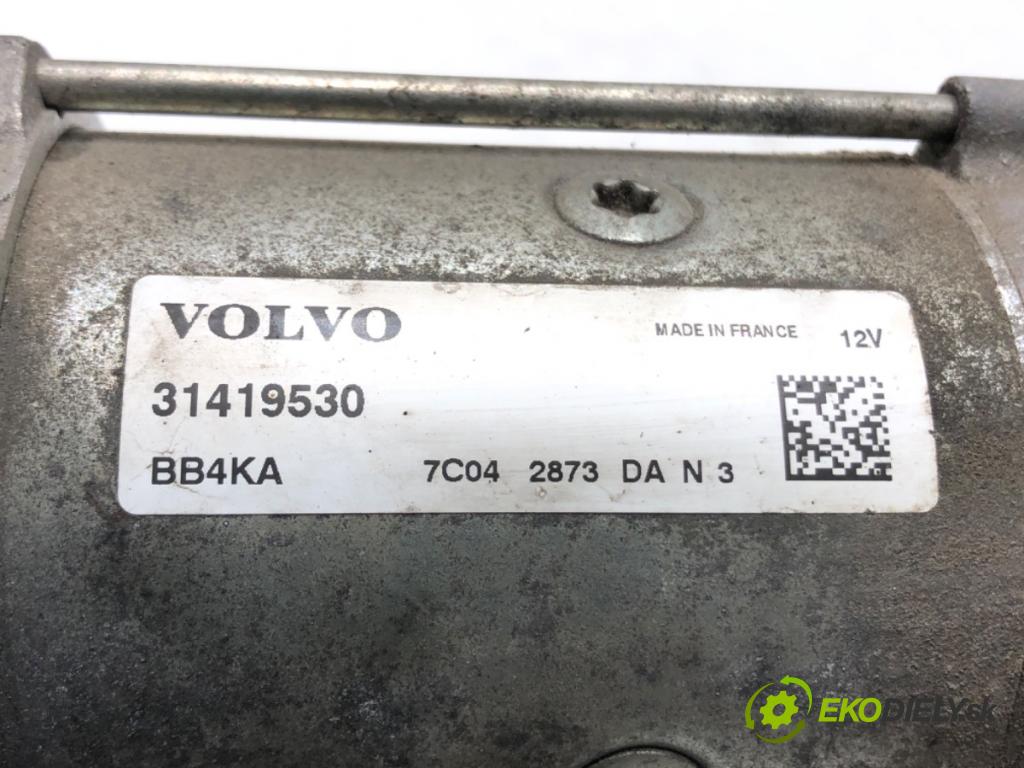 VOLVO MADE IN FRANCE 12V
31419530
BB4KA 7C04 2873 DA N 3
EKODIELY.sk